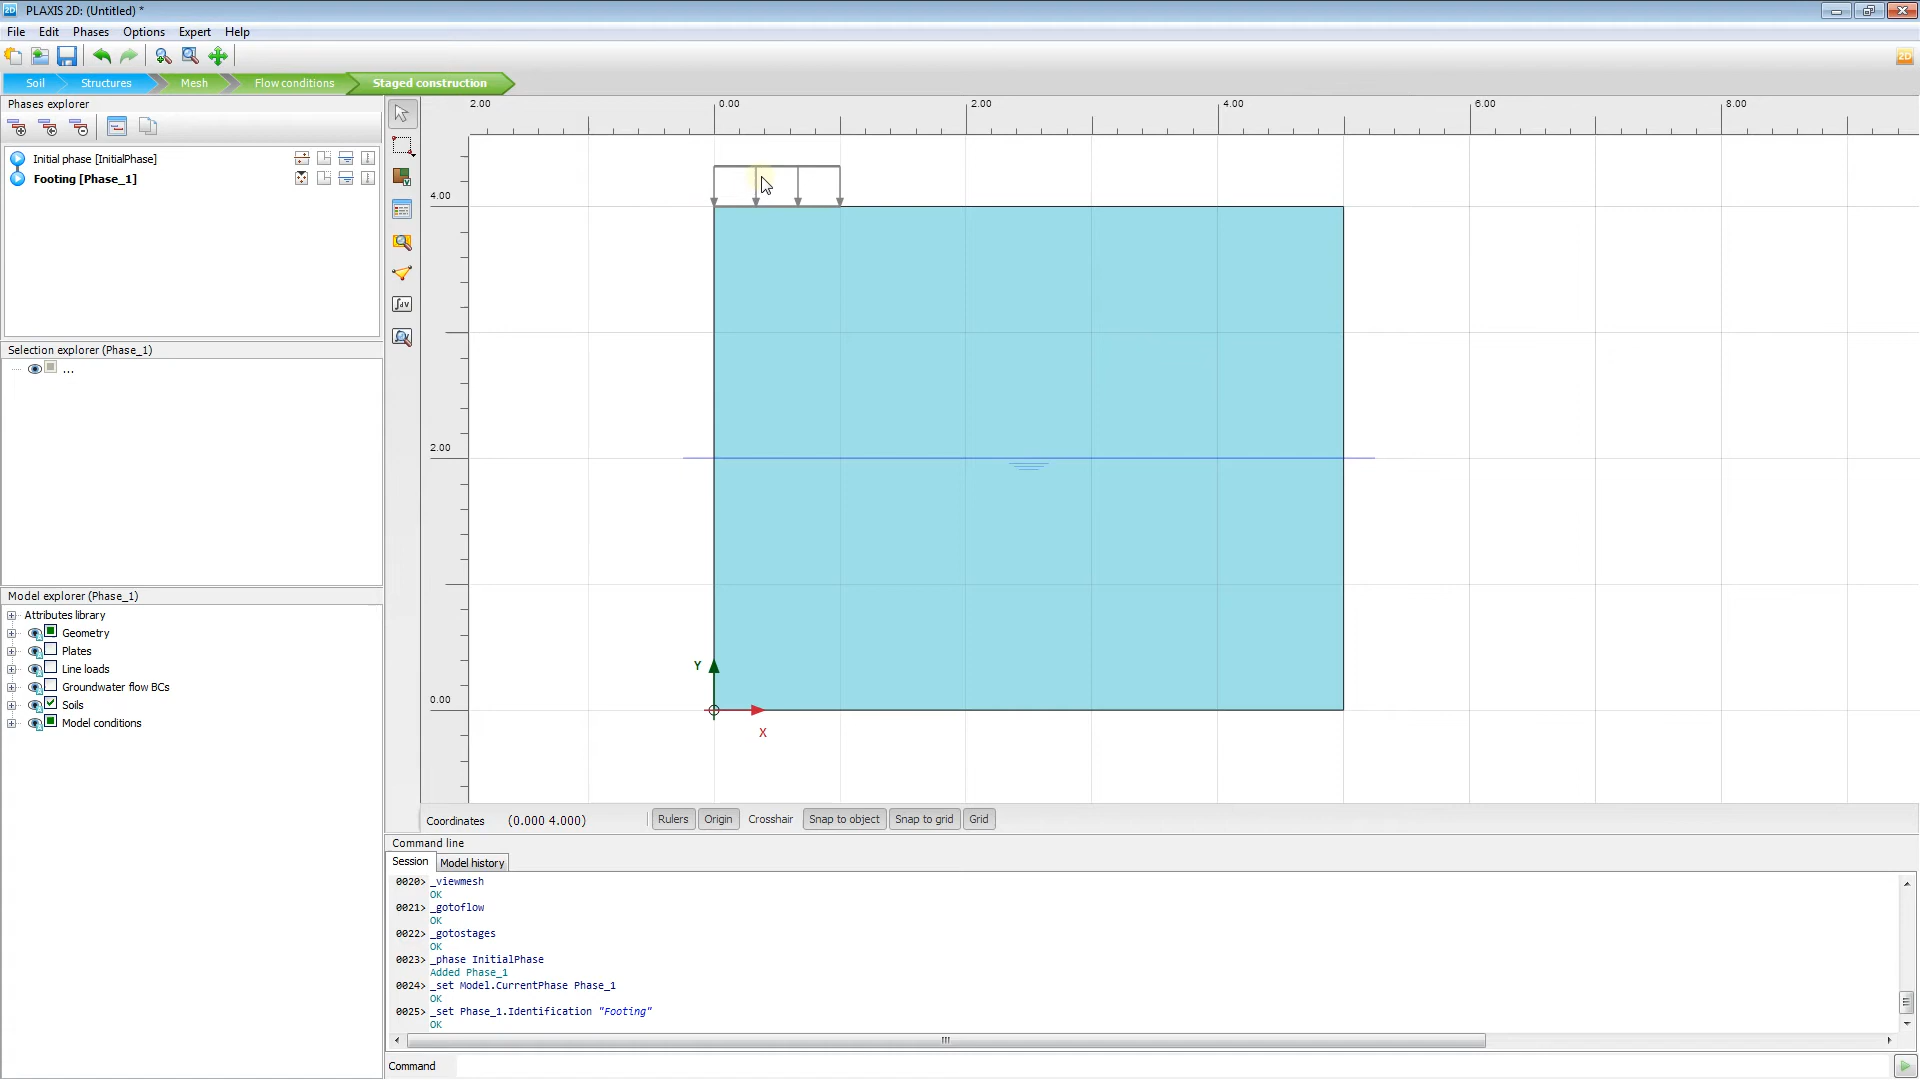 PLAXIS 2D: (Untitled) *
File Edit Phases Options Expert Help
Soil Structures Mesh Flow conditions Staged construction
Phases explorer
Initial phase [InitialPhase]
Footing [Phase_1]
Selection explorer (Phase_1)
...
Model explorer (Phase_1)
Attributes library
Geometry
Plates
Line loads
Groundwater flow BCs
Soils
Model conditions
2.00 0.00 2.00 4.00 6.00 8.00
4.00
2.00
0.00
Y
X
Coordinates (0.000 4.000) Rulers Origin Crosshair Snap to object Snap to grid Grid
Command line
Session Model history
0020> _viewmesh
OK
0021> _gotoflow
OK
0022> _gotostages
OK
0023> _phase InitialPhase
Added Phase_1
0024> _set Model.CurrentPhase Phase_1
OK
0025> _set Phase_1.Identification "Footing"
OK
Command